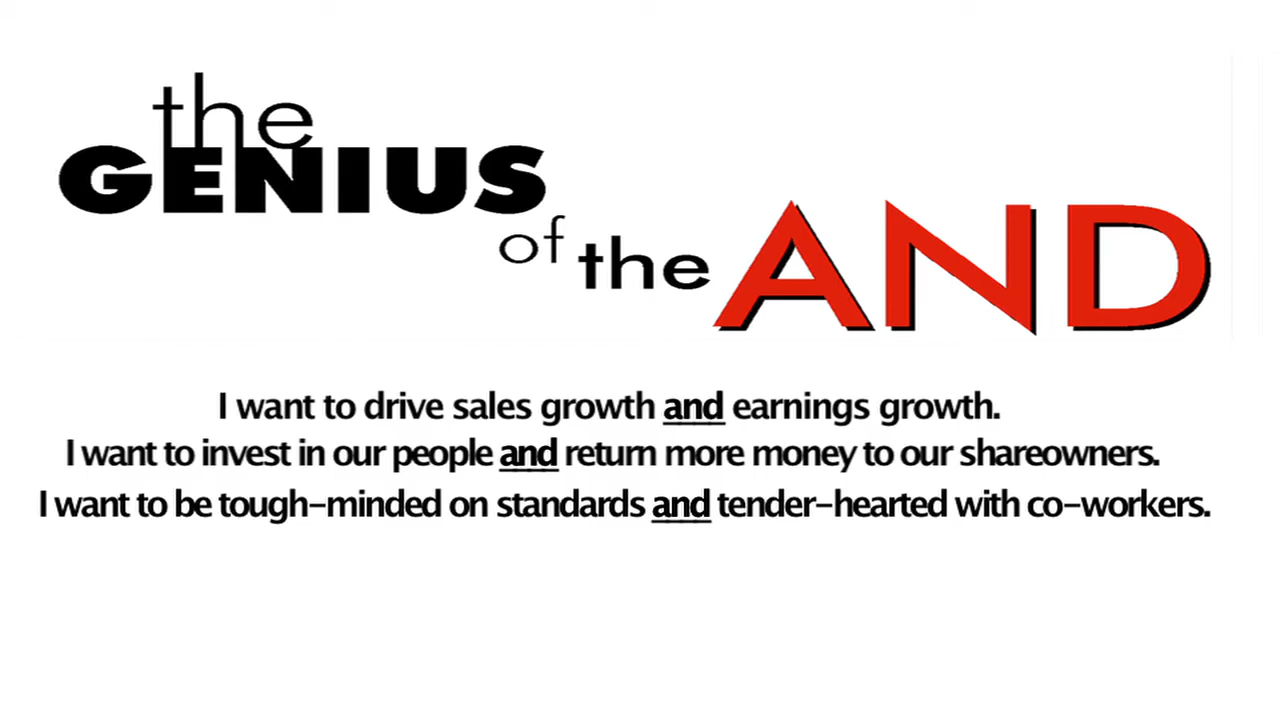 the
GENIUS
of the AND
I want to drive sales growth and earnings growth.
I want to invest in our people and return more money to our shareowners.
I want to be tough-minded on standards and tender-hearted with co-workers.